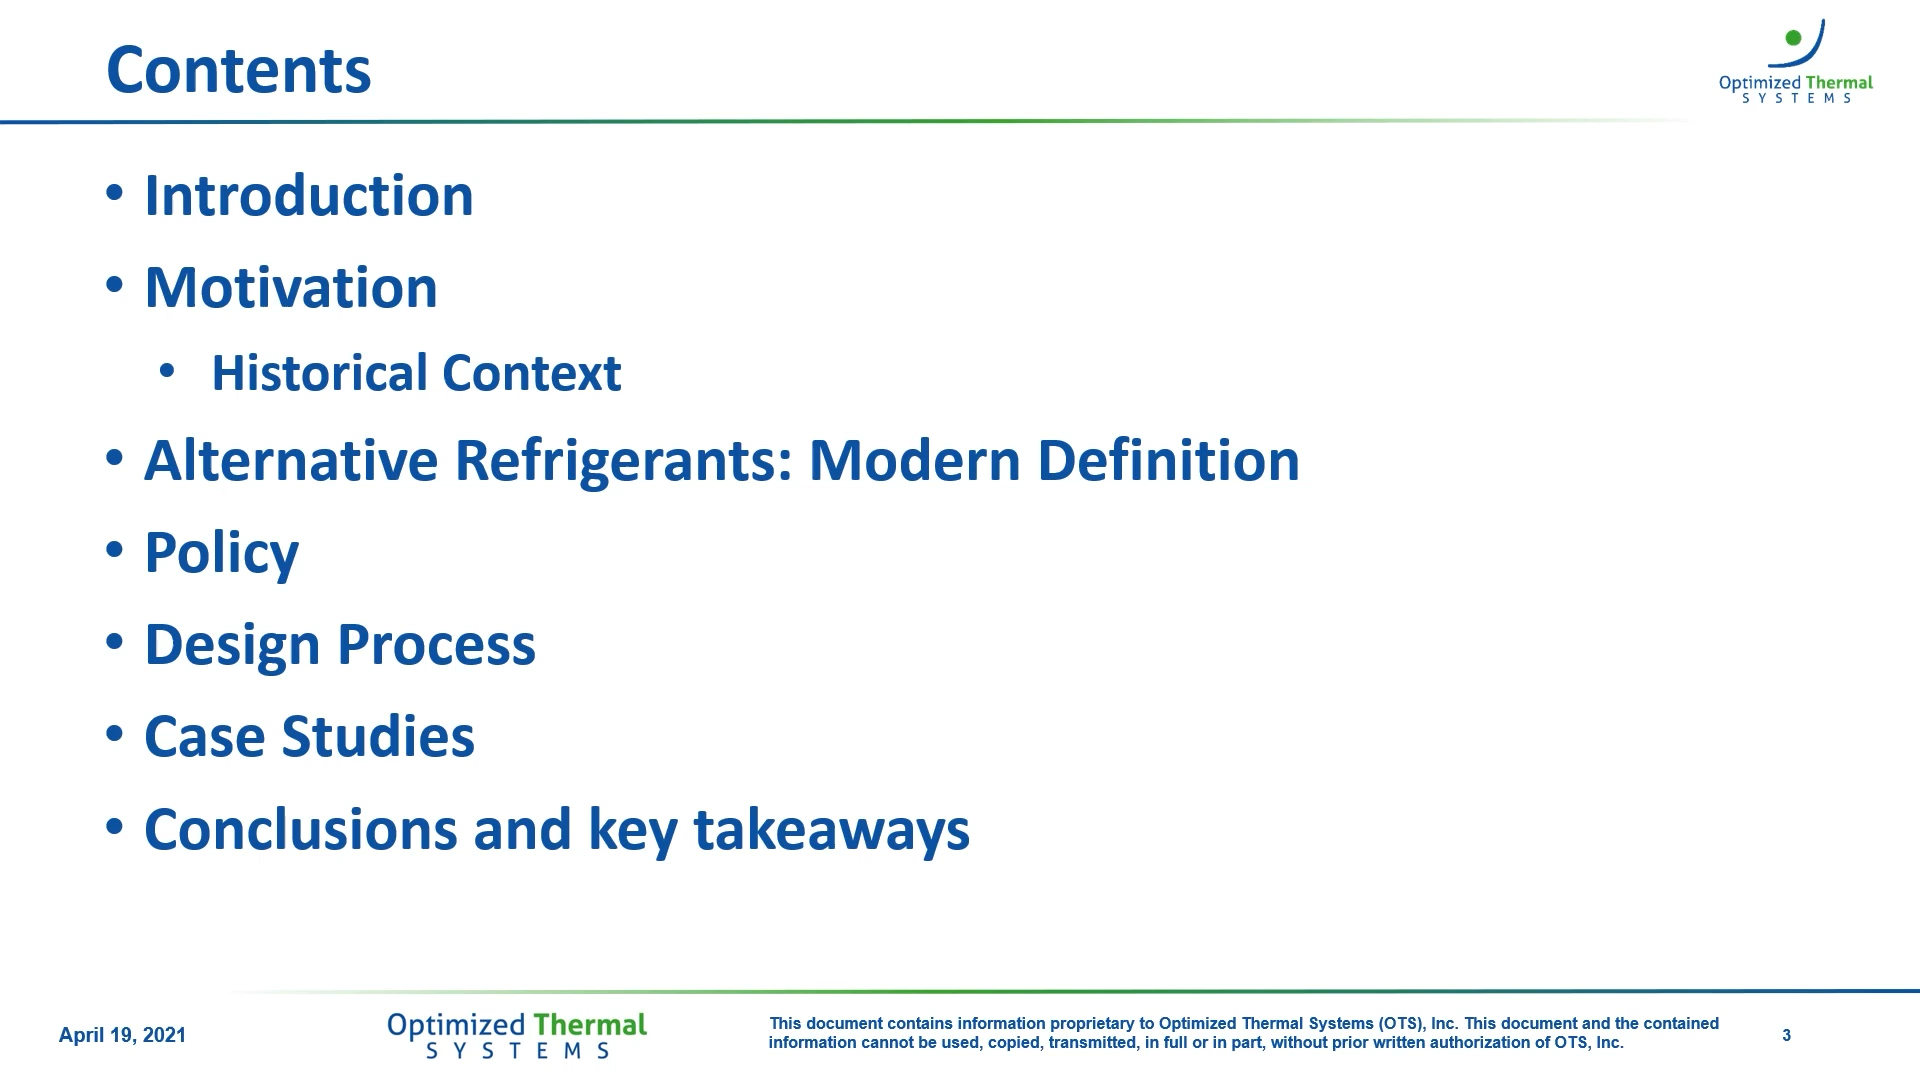 Contents
Optimized Thermal
SYSTEMS
• Introduction
• Motivation
• Historical Context
• Alternative Refrigerants: Modern Definition
• Policy
• Design Process
• Case Studies
• Conclusions and key takeaways
April 19, 2021
Optimized Thermal
SYSTEMS
This document contains information proprietary to Optimized Thermal Systems (OTS), Inc. This document and the contained
information cannot be used, copied, transmitted, in full or in part, without prior written authorization of OTS, Inc.
3